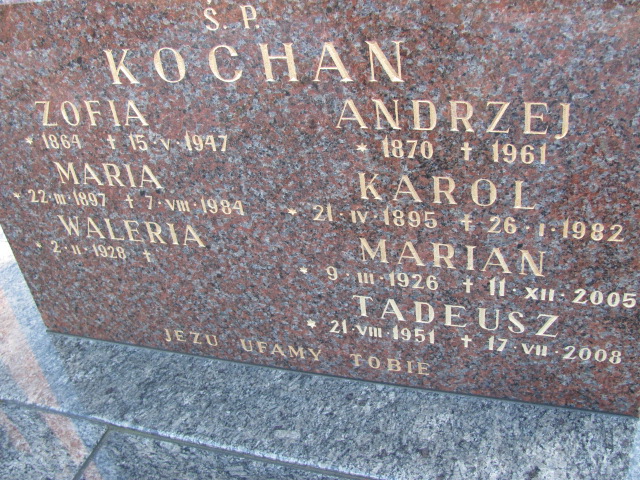 Ś. P.
KOCHAN
ZOFIA
* 1864 † 15·V·1947
MARIA
* 22·III·1897 † 7·VIII·1984
WALERIA
* 2·II·1928 †
ANDRZEJ
* 1870 † 1961
KAROL
* 21·IV·1895 † 26·I·1982
MARIAN
* 9·III·1926 † 11·XII·2005
TADEUSZ
* 21·VIII·1951 † 17·VII·2008
JEZU UFAMY TOBIE